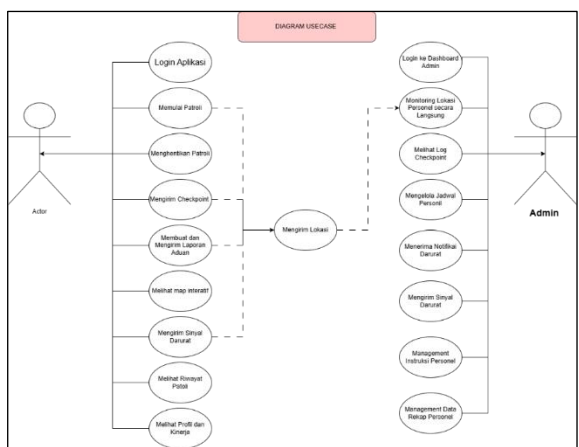 DIAGRAM USECASE
Login Aplikasi
Memulai Patroli
Menghentikan Patroli
Mengirim Checkpoint
Membuat dan
Mengirim Laporan
Aduan
Melihat map interatif
Mengirim Sinyal
Darurat
Melihat Riwayat
Patoli
Melihat Profil dan
Kinerja
Actor
Mengirim Lokasi
Login ke Dashboard
Admin
Monitoring Lokasi
Personel secara
Langsung
Melihat Log
Checkpoint
Mengelola Jadwal
Personil
Menerima Notifikai
Darurat
Mengirim Sinyal
Darurat
Management
Instruksi Personel
Management Data
Rekap Personel
Admin